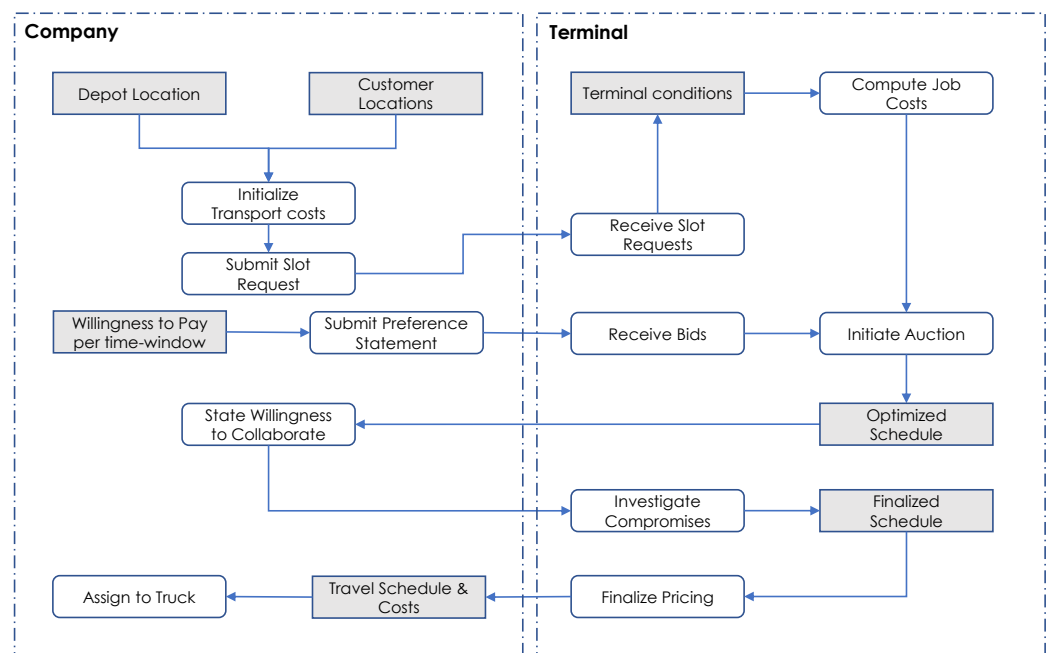 Company
Terminal
Depot Location
Customer
Locations
Terminal conditions
Compute Job
Costs
Initialize
Transport costs
Receive Slot
Requests
Submit Slot
Request
Willingness to Pay
per time-window
Submit Preference
Statement
Receive Bids
Initiate Auction
State Willingness
to Collaborate
Optimized
Schedule
Investigate
Compromises
Finalized
Schedule
Assign to Truck
Travel Schedule &
Costs
Finalize Pricing